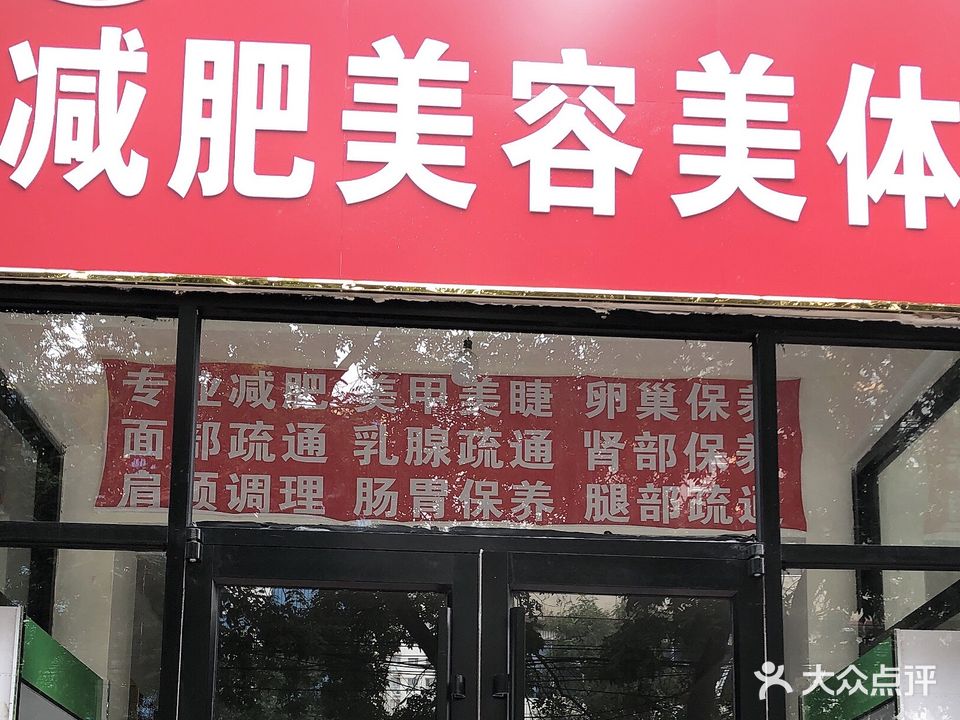 减肥美容美体
专业减肥 美甲美睫 卵巢保养
面部疏通 乳腺疏通 肾部保养
肩颈调理 肠胃保养 腿部疏通
大众点评